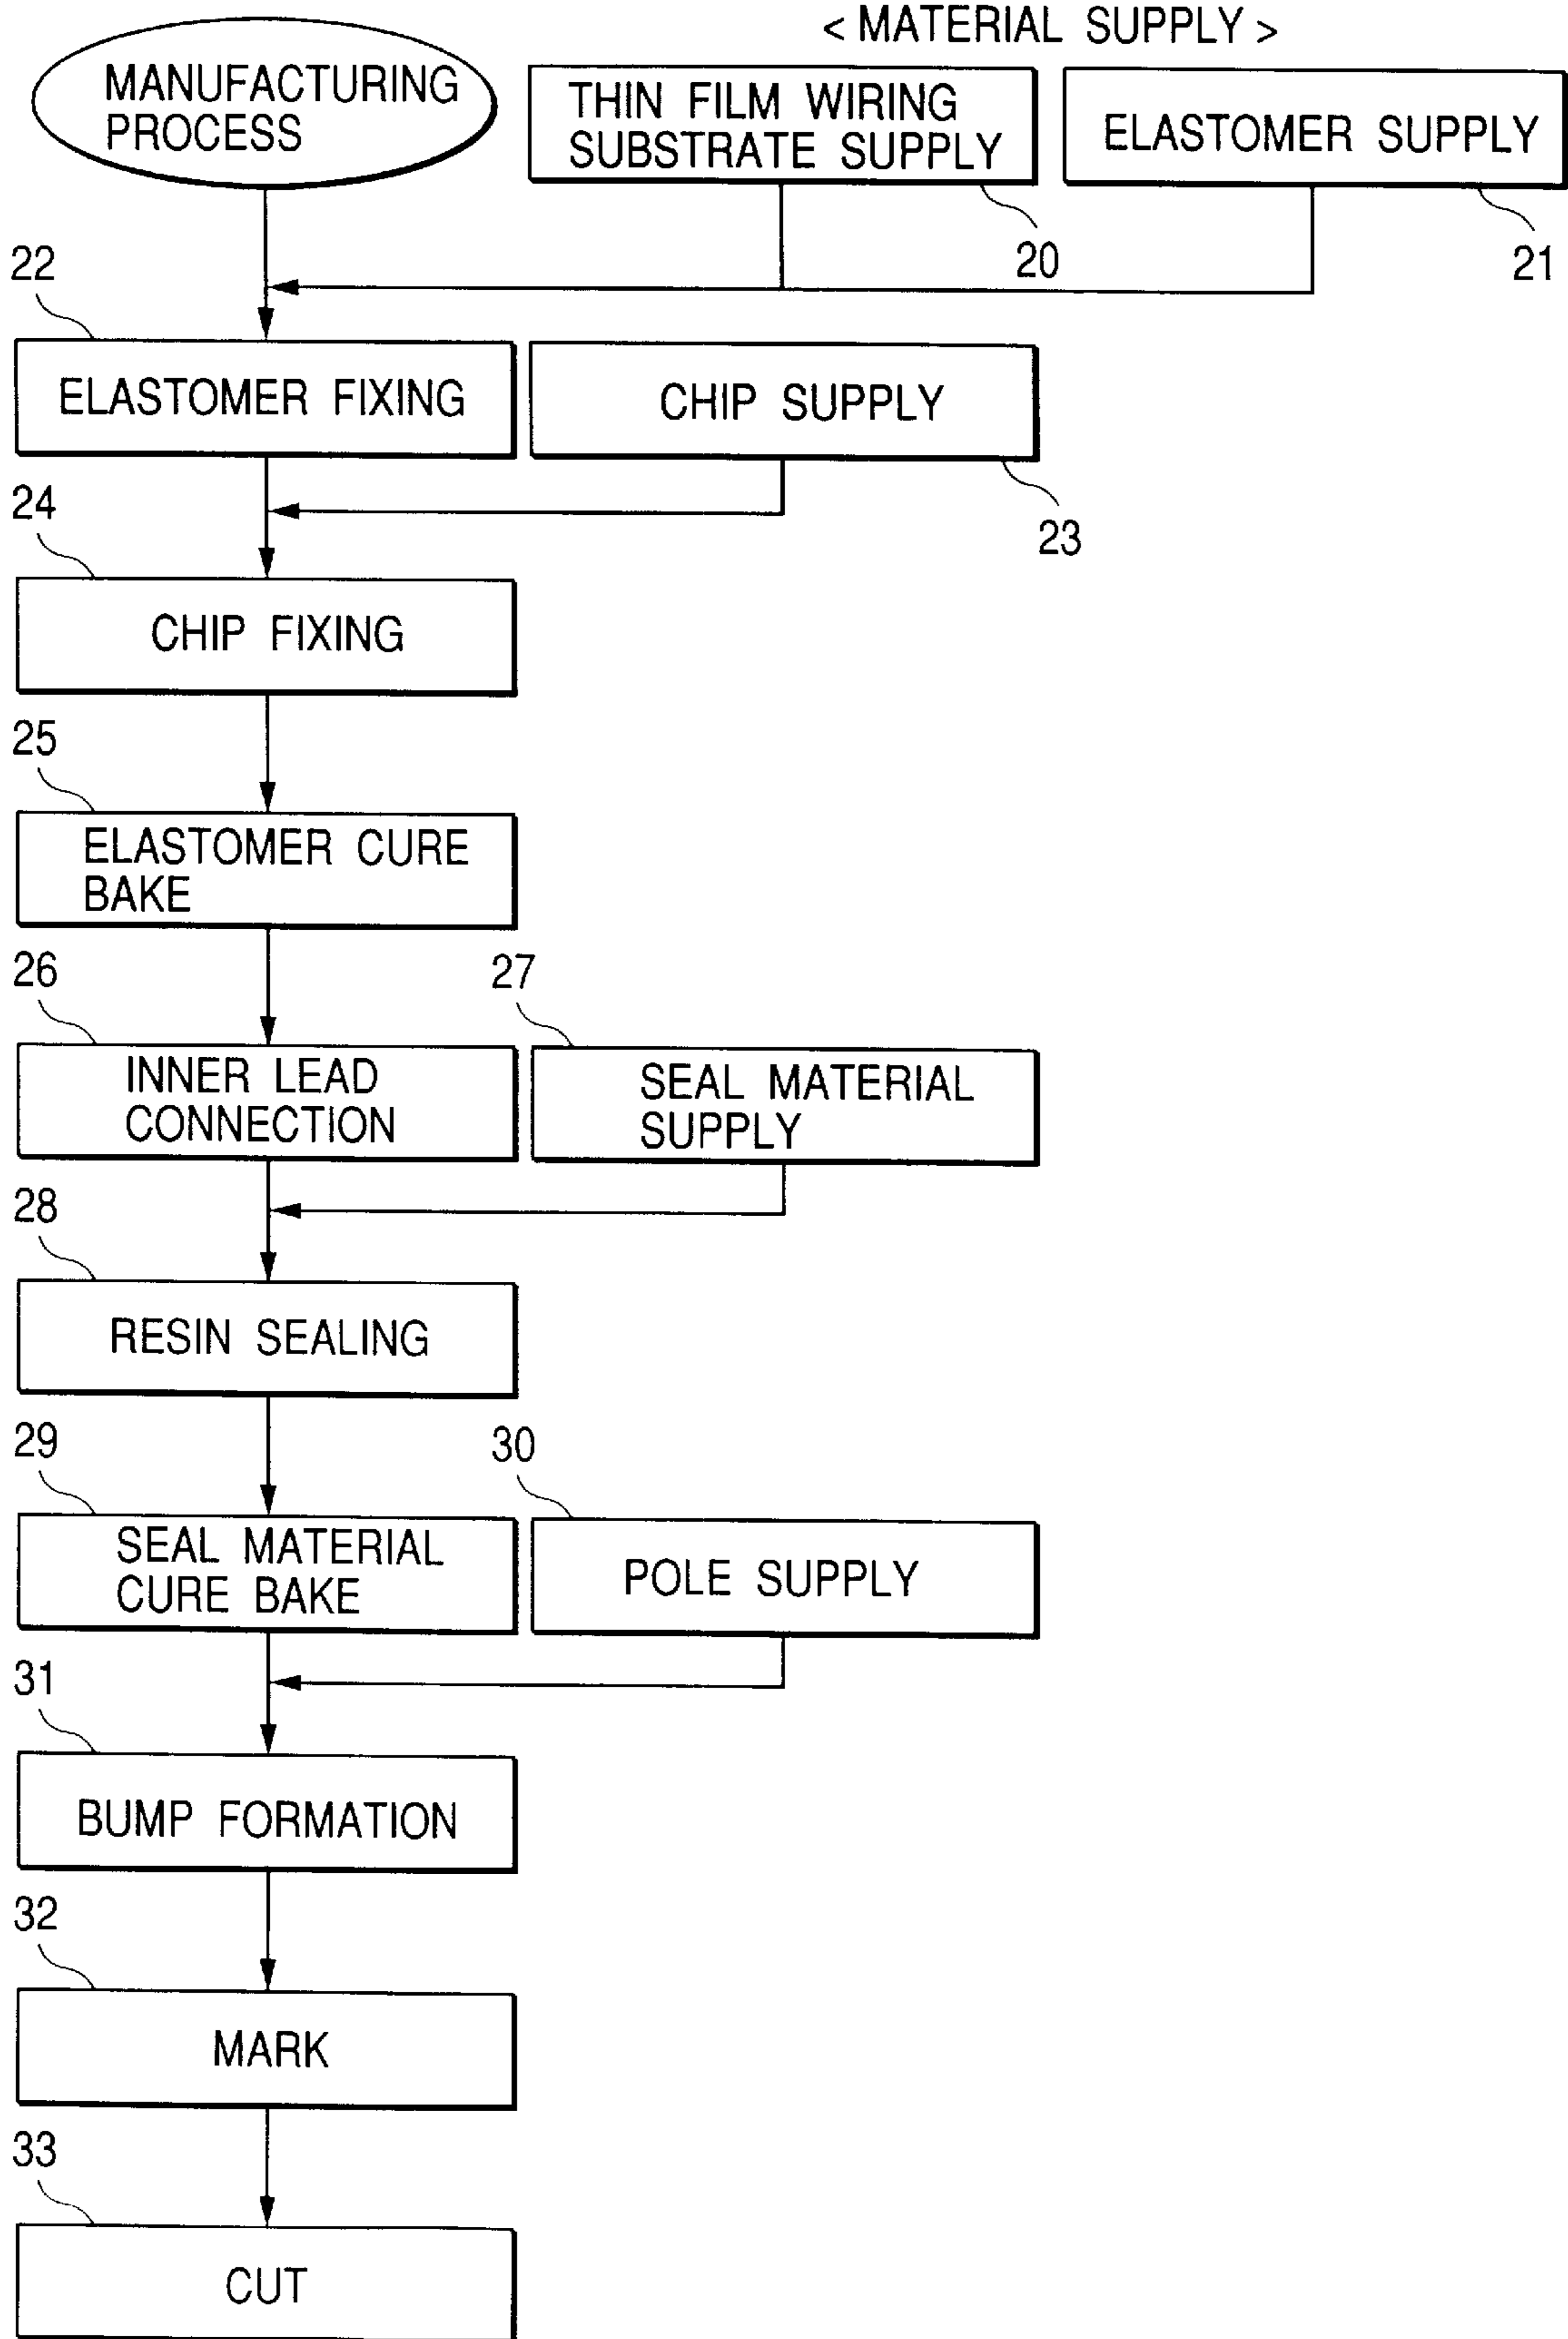 < MATERIAL SUPPLY >
MANUFACTURING
PROCESS
THIN FILM WIRING
SUBSTRATE SUPPLY
ELASTOMER SUPPLY
20
21
22
ELASTOMER FIXING
CHIP SUPPLY
23
24
CHIP FIXING
25
ELASTOMER CURE
BAKE
26
INNER LEAD
CONNECTION
27
SEAL MATERIAL
SUPPLY
28
RESIN SEALING
29
SEAL MATERIAL
CURE BAKE
30
POLE SUPPLY
31
BUMP FORMATION
32
MARK
33
CUT